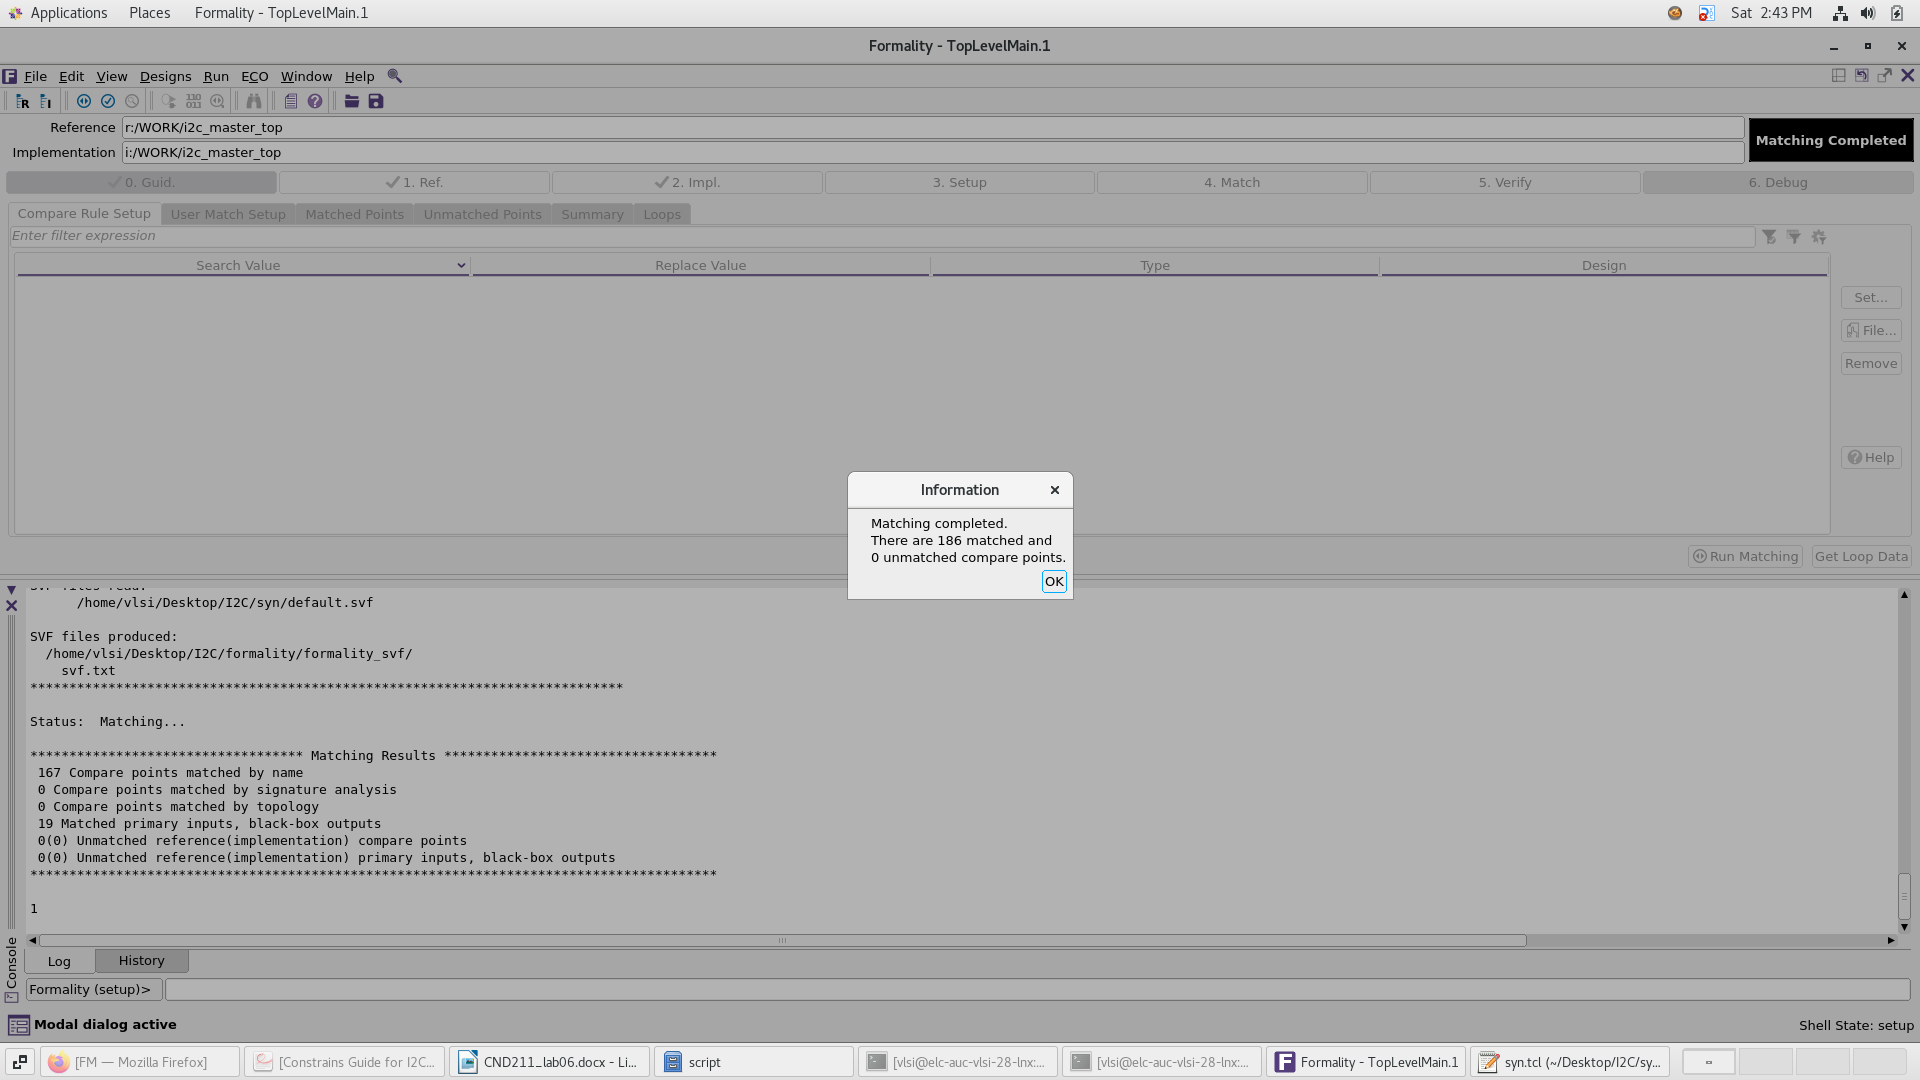 Applications Places Formality - TopLevelMain.1 Sat 2:43 PM
Formality - TopLevelMain.1
File Edit View Designs Run ECO Window Help
Reference r:/WORK/i2c_master_top
Implementation i:/WORK/i2c_master_top
Matching Completed
0. Guid. 1. Ref. 2. Impl. 3. Setup 4. Match 5. Verify 6. Debug
Compare Rule Setup User Match Setup Matched Points Unmatched Points Summary Loops
Enter filter expression
Search Value Replace Value Type Design
Set...
File...
Remove
Help
Information
Matching completed.
There are 186 matched and
0 unmatched compare points.
OK
Run Matching Get Loop Data
/home/vlsi/Desktop/I2C/syn/default.svf
SVF files produced:
/home/vlsi/Desktop/I2C/formality/formality_svf/
svf.txt
****************************************************************************
Status:  Matching...
*********************************** Matching Results ***********************************
167 Compare points matched by name
0 Compare points matched by signature analysis
0 Compare points matched by topology
19 Matched primary inputs, black-box outputs
0(0) Unmatched reference(implementation) compare points
0(0) Unmatched reference(implementation) primary inputs, black-box outputs
****************************************************************************************
1
Console
Log History
Formality (setup)>
Modal dialog active Shell State: setup
[FM — Mozilla Firefox] [Constrains Guide for I2C... CND211_lab06.docx - Li... script [vlsi@elc-auc-vlsi-28-lnx:... [vlsi@elc-auc-vlsi-28-lnx:... Formality - TopLevelMain.1 syn.tcl (~/Desktop/I2C/sy...